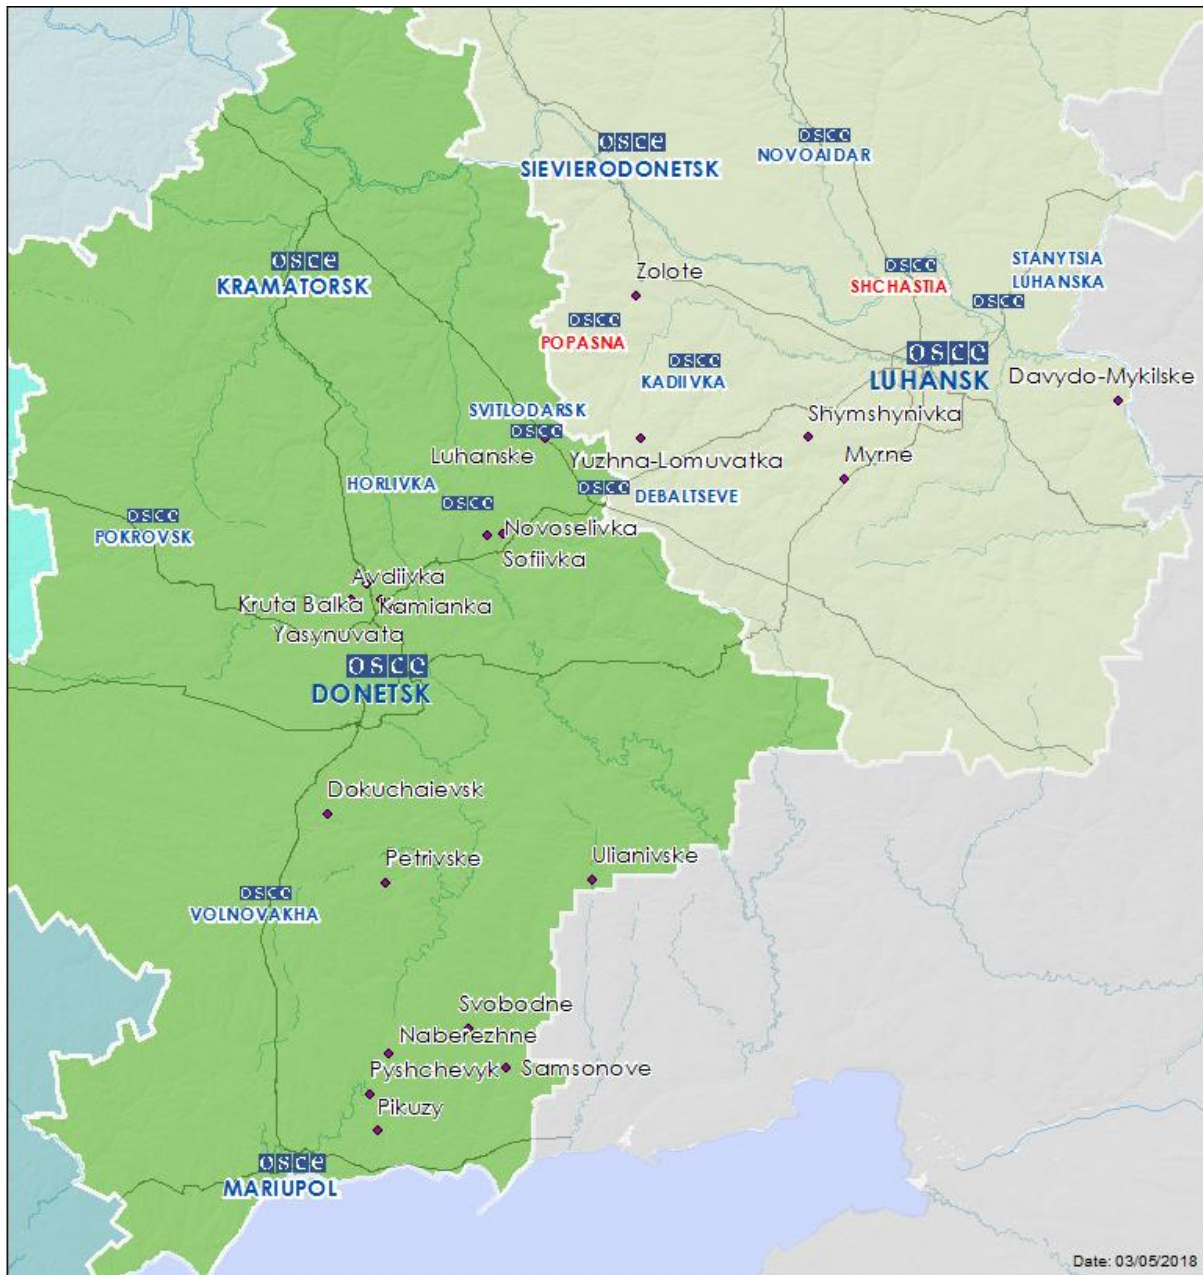 osce
SIEVIERODONETSK
osce
NOVOAIDAR
osce
KRAMATORSK
Zolote
osce
SHCHASTIA
STANYTSIA
LUHANSKA
osce
osce
POPASNA
osce
KADIIVKA
osce
LUHANSK
Davydo-Mykilske
SVITLODARSK
osce
Luhanske
Yuzhna-Lomuvatka
Shymshynivka
Myrne
HORLIVKA
osce
osce
DEBALTSEVE
osce
POKROVSK
Novoselivka
Sofiivka
Avdiivka
Kruta Balka
Kamianka
Yasynuvata
osce
DONETSK
Dokuchaievsk
Petrivske
Ulianivske
osce
VOLNOVAKHA
Svobodne
Naberezhne
Pyshchevyk
Samsonove
Pikuzy
osce
MARIUPOL
Date: 03/05/2018